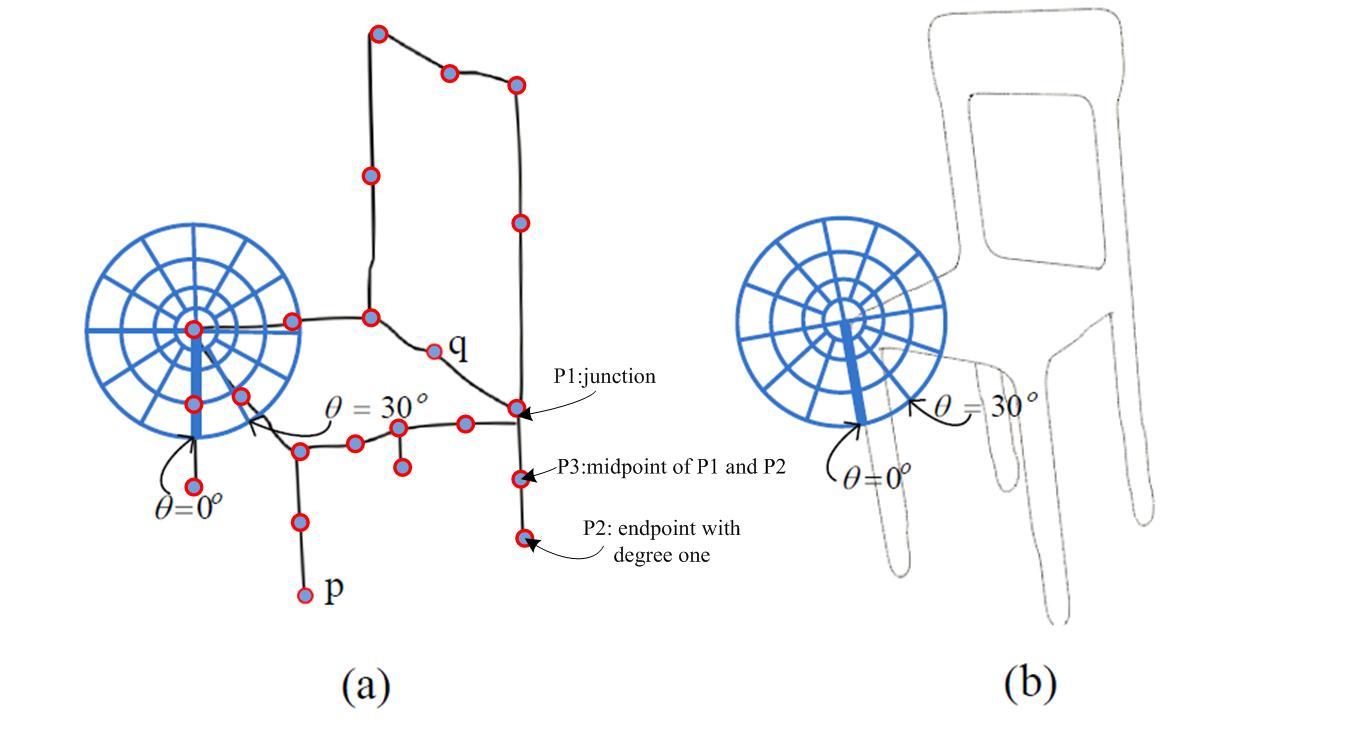 q
P1:junction
θ = 30°
θ = 30°
P3:midpoint of P1 and P2
θ=0°
θ=0°
P2: endpoint with
degree one
p
(a)
(b)